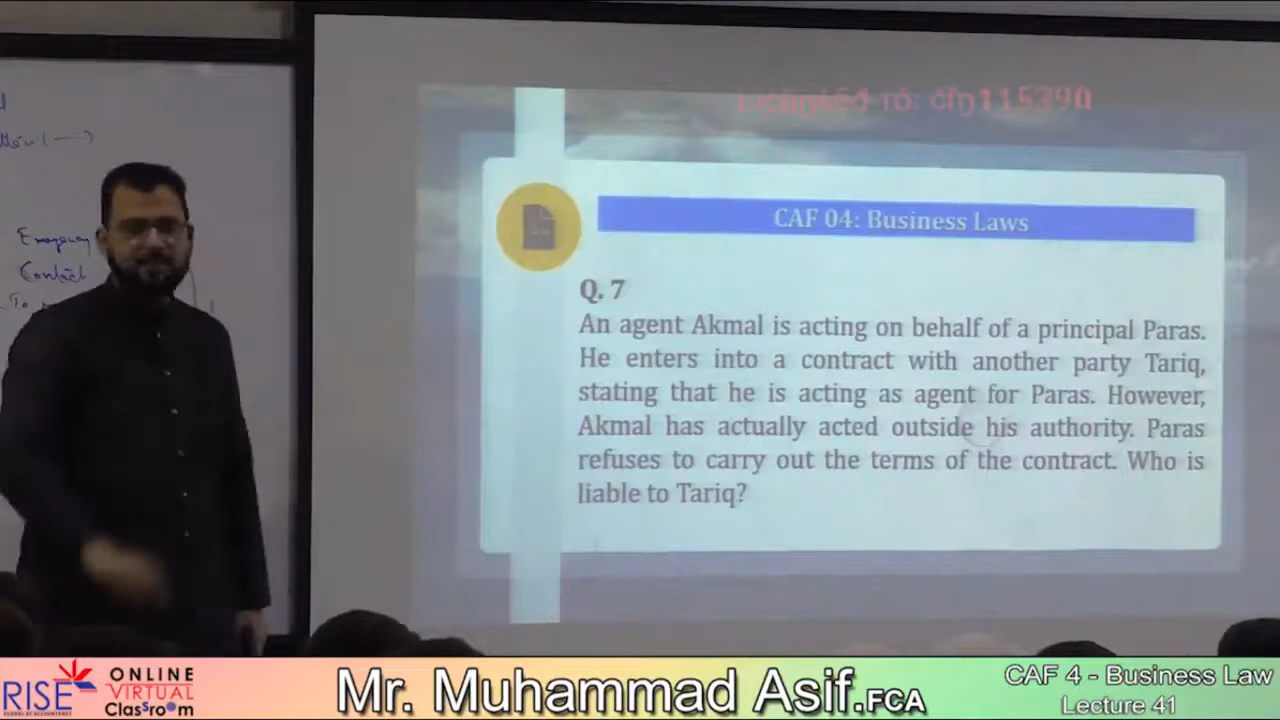 Licensed To: crn115390
Emergency
Contact
To
CAF 04: Business Laws
Q. 7
An agent Akmal is acting on behalf of a principal Paras.
He enters into a contract with another party Tariq,
stating that he is acting as agent for Paras. However,
Akmal has actually acted outside his authority. Paras
refuses to carry out the terms of the contract. Who is
liable to Tariq?
RISE
ONLINE
VIRTUAL
Classroom
Mr. Muhammad Asif.FCA
CAF 4 - Business Law
Lecture 41